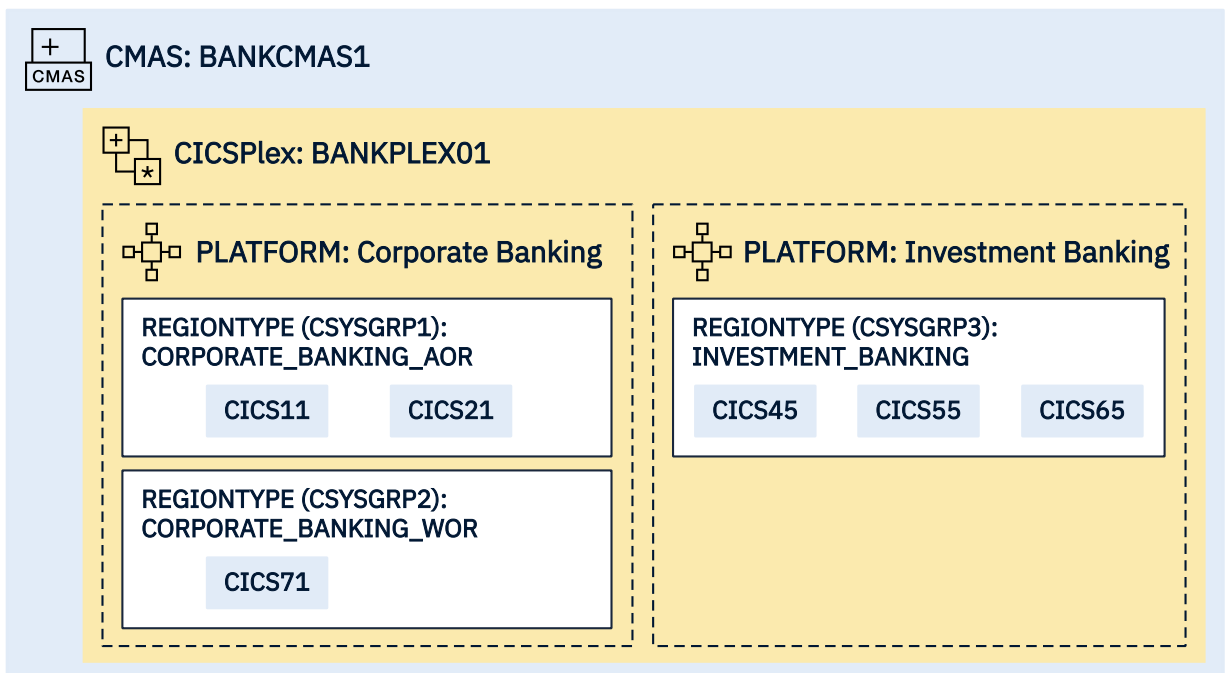 CMAS
CMAS: BANKCMAS1
CICSPlex: BANKPLEX01
PLATFORM: Corporate Banking
REGIONTYPE (CSYSGRP1):
CORPORATE_BANKING_AOR
CICS11
CICS21
REGIONTYPE (CSYSGRP2):
CORPORATE_BANKING_WOR
CICS71
PLATFORM: Investment Banking
REGIONTYPE (CSYSGRP3):
INVESTMENT_BANKING
CICS45
CICS55
CICS65